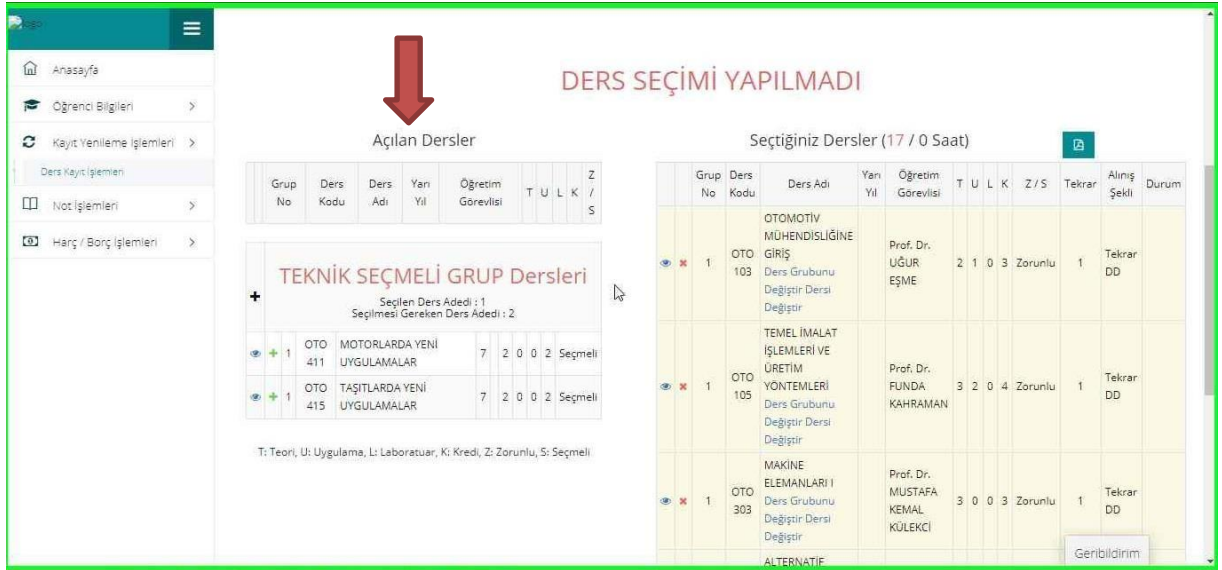 logo
Anasayfa
Öğrenci Bilgileri
Kayıt Yenileme İşlemleri
Ders Kayıt İşlemleri
Not İşlemleri
Harç / Borç İşlemleri
DERS SEÇİMİ YAPILMADI
Açılan Dersler
Grup No Ders Kodu Ders Adı Yarı Yıl Öğretim Görevlisi T U L K Z / S
TEKNİK SEÇMELİ GRUP Dersleri
Seçilen Ders Adedi : 1
Seçilmesi Gereken Ders Adedi : 2
1 OTO 411 MOTORLARDA YENİ UYGULAMALAR 7 2 0 0 2 Seçmeli
1 OTO 415 TAŞITLARDA YENİ UYGULAMALAR 7 2 0 0 2 Seçmeli
T: Teori, U: Uygulama, L: Laboratuar, K: Kredi, Z: Zorunlu, S: Seçmeli
Seçtiğiniz Dersler (17 / 0 Saat)
Grup No Ders Kodu Ders Adı Yarı Yıl Öğretim Görevlisi T U L K Z / S Tekrar Alınış Şekli Durum
1 OTO 103 OTOMOTİV MÜHENDİSLİĞİNE GİRİŞ Ders Grubunu Değiştir Dersi Değiştir Prof. Dr. UĞUR EŞME 2 1 0 3 Zorunlu 1 Tekrar DD
1 OTO 105 TEMEL İMALAT İŞLEMLERİ VE ÜRETİM YÖNTEMLERİ Ders Grubunu Değiştir Dersi Değiştir Prof. Dr. FUNDA KAHRAMAN 3 2 0 4 Zorunlu 1 Tekrar DD
1 OTO 303 MAKİNE ELEMANLARI I Ders Grubunu Değiştir Dersi Değiştir Prof. Dr. MUSTAFA KEMAL KÜLEKCİ 3 0 0 3 Zorunlu 1 Tekrar DD
ALTERNATİF
Geribildirim